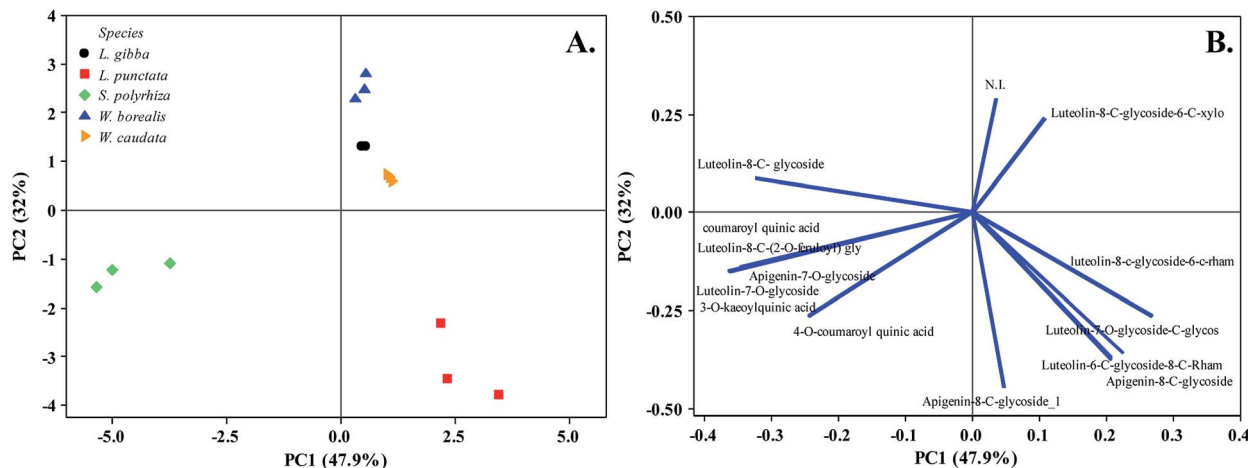 A.
Species
L. gibba
L. punctata
S. polyrhiza
W. borealis
W. caudata
4
3
2
1
0
-1
-2
-3
-4
PC2 (32%)
-5.0
-2.5
0.0
2.5
5.0
PC1 (47.9%)
B.
0.50
0.25
0.00
-0.25
-0.50
PC2 (32%)
N.I.
Luteolin-8-C-glycoside-6-C-xylo
Luteolin-8-C- glycoside
coumaroyl quinic acid
Luteolin-8-C-(2-O-feruloyl) gly
Apigenin-7-O-glycoside
Luteolin-7-O-glycoside
3-O-kaeoylquinic acid
4-O-coumaroyl quinic acid
luteolin-8-c-glycoside-6-c-rham
Luteolin-7-O-glycoside-C-glycos
Luteolin-6-C-glycoside-8-C-Rham
Apigenin-8-C-glycoside
Apigenin-8-C-glycoside_1
-0.4
-0.3
-0.2
-0.1
0.0
0.1
0.2
0.3
0.4
PC1 (47.9%)